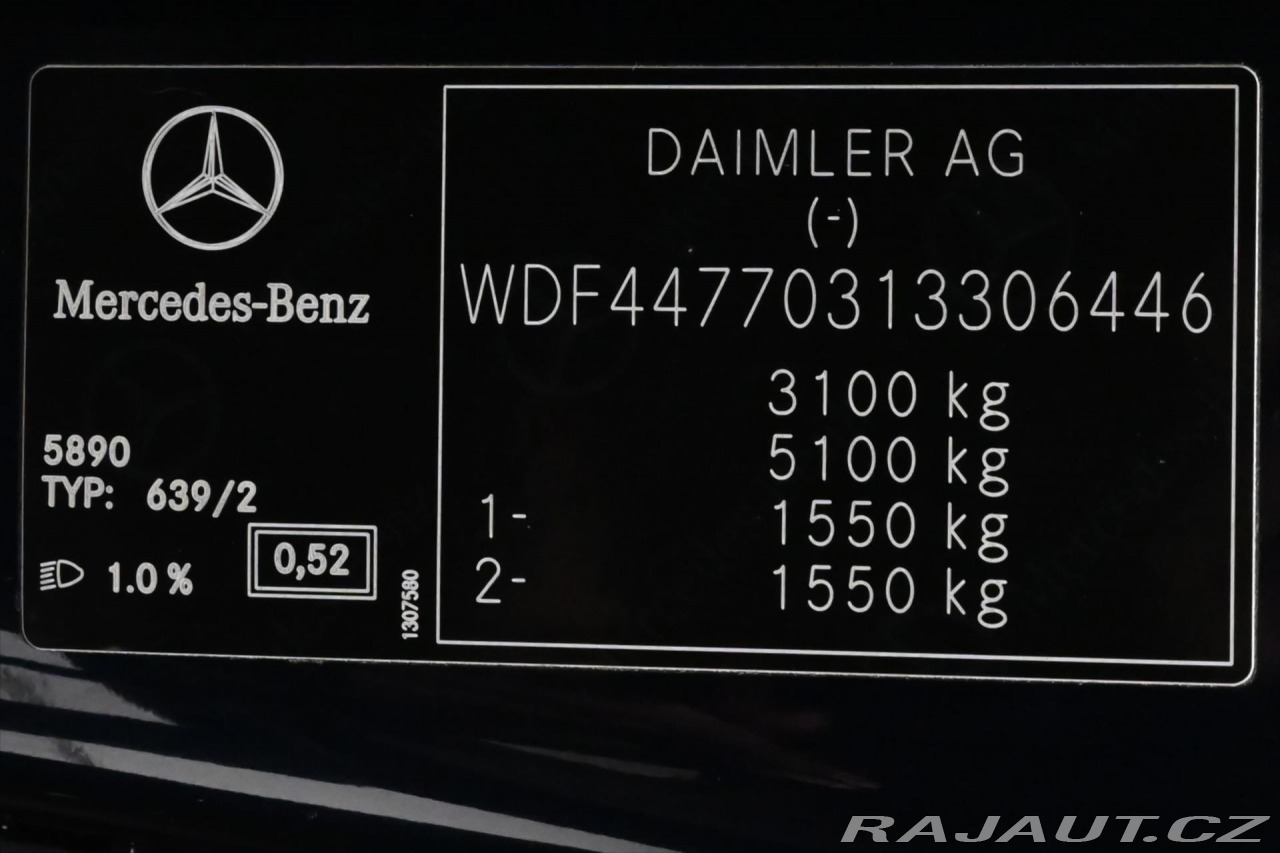 Mercedes-Benz
5890
TYP: 639/2
1.0 %
0,52
1307580
DAIMLER AG
(-)
WDF44770313306446
3100 kg
5100 kg
1- 1550 kg
2- 1550 kg
RAJAUT.CZ